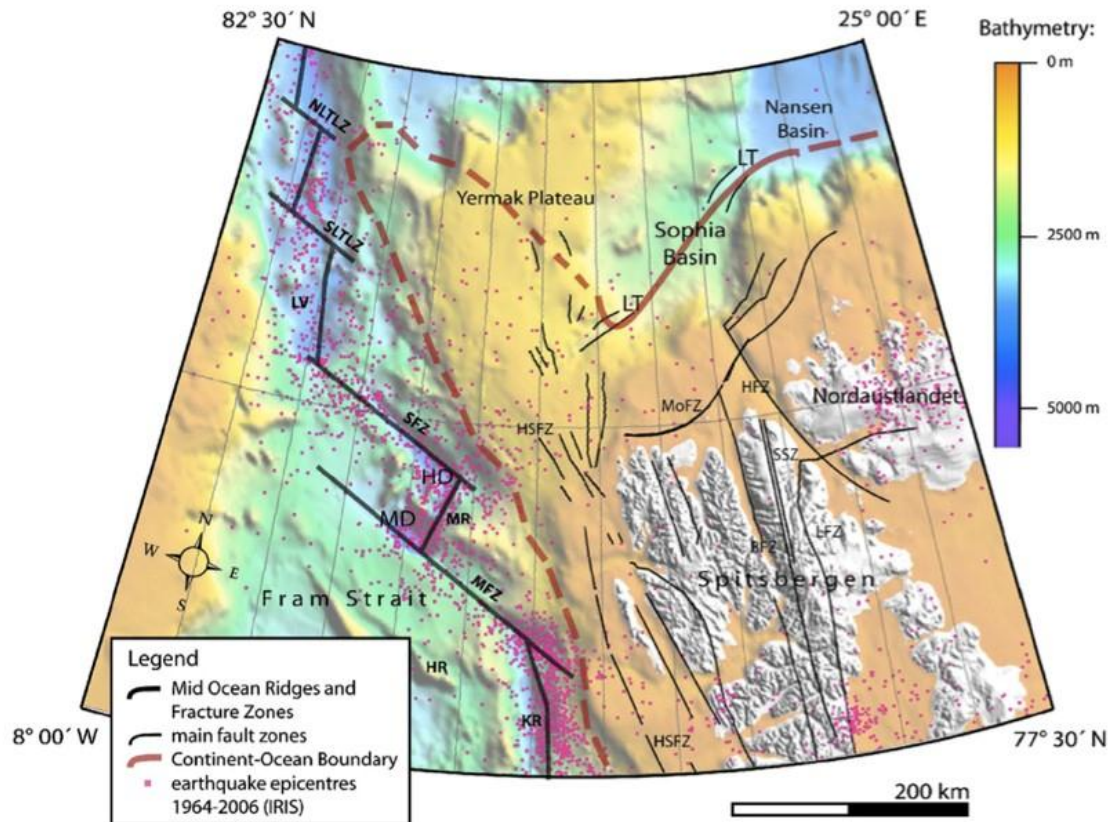 82° 30´ N
25° 00´ E
Bathymetry:
0 m
2500 m
5000 m
NLTLZ
Nansen
Basin
LT
Yermak Plateau
SLTLZ
Sophia
Basin
LV
LT
HFZ
MoFZ
Nordaustlandet
SFZ
HSFZ
SSZ
HD
MD
MR
LFZ
BFZ
N
W
E
S
MFZ
Spitsbergen
Fram Strait
HR
KR
HSFZ
Legend
Mid Ocean Ridges and
Fracture Zones
main fault zones
Continent-Ocean Boundary
earthquake epicentres
1964-2006 (IRIS)
8° 00´ W
77° 30´ N
200 km